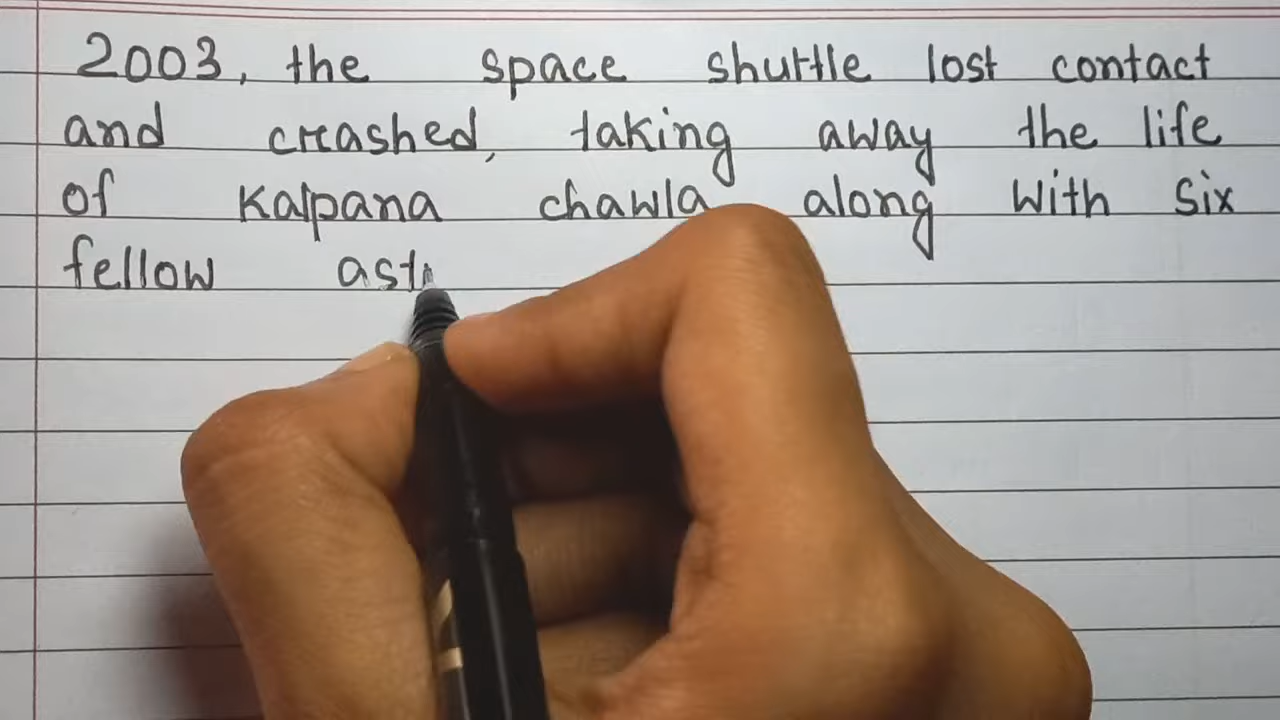 2003, the space shuttle lost contact
and crashed, taking away the life
of Kalpana chawla along with six
fellow ast